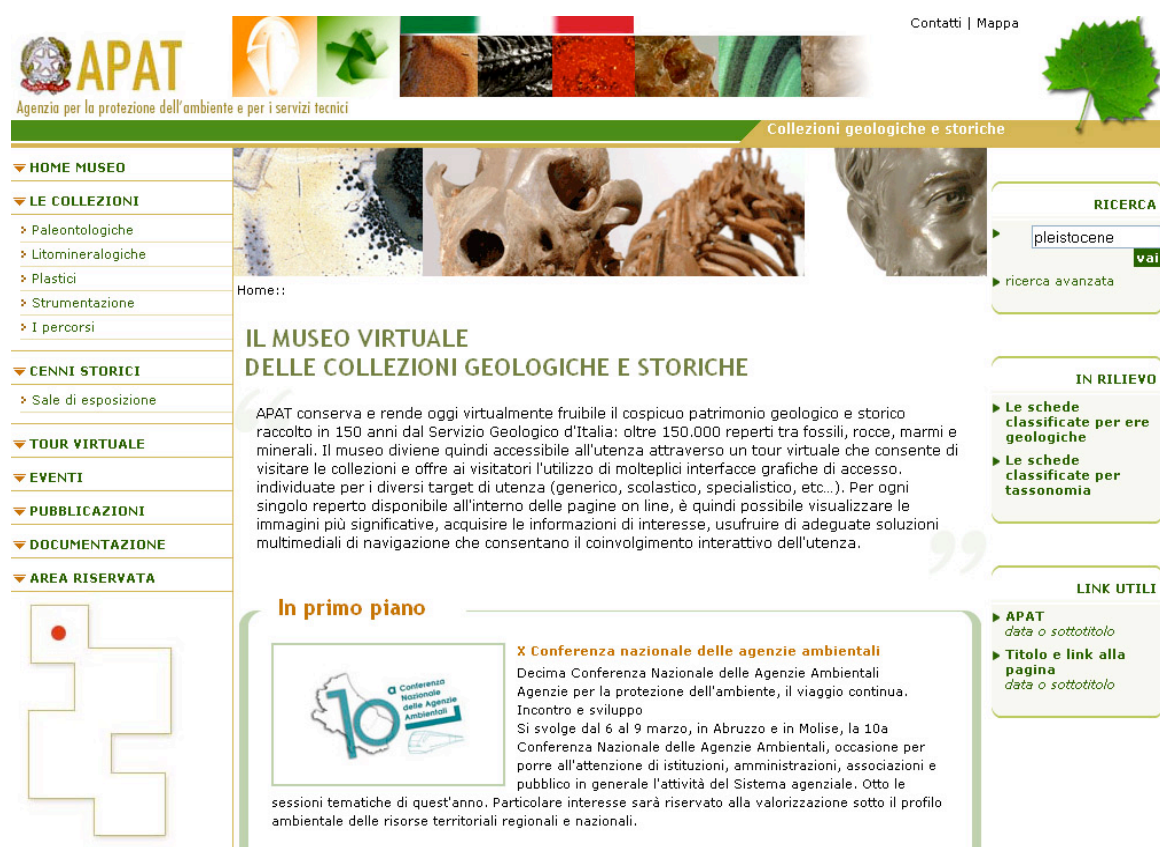 Contatti | Mappa
APAT
Agenzia per la protezione dell'ambiente e per i servizi tecnici
Collezioni geologiche e storiche
HOME MUSEO
LE COLLEZIONI
Paleontologiche
Litomineralogiche
Plastici
Strumentazione
I percorsi
CENNI STORICI
Sale di esposizione
TOUR VIRTUALE
EVENTI
PUBBLICAZIONI
DOCUMENTAZIONE
AREA RISERVATA
Home::
IL MUSEO VIRTUALE
DELLE COLLEZIONI GEOLOGICHE E STORICHE
APAT conserva e rende oggi virtualmente fruibile il cospicuo patrimonio geologico e storico
raccolto in 150 anni dal Servizio Geologico d'Italia: oltre 150.000 reperti tra fossili, rocce, marmi e
minerali. Il museo diviene quindi accessibile all'utenza attraverso un tour virtuale che consente di
visitare le collezioni e offre ai visitatori l'utilizzo di molteplici interfacce grafiche di accesso.
individuate per i diversi target di utenza (generico, scolastico, specialistico, etc...). Per ogni
singolo reperto disponibile all'interno delle pagine on line, è quindi possibile visualizzare le
immagini più significative, acquisire le informazioni di interesse, usufruire di adeguate soluzioni
multimediali di navigazione che consentano il coinvolgimento interattivo dell'utenza.
In primo piano
10a Conferenza
Nazionale
delle Agenzie
Ambientali
X Conferenza nazionale delle agenzie ambientali
Decima Conferenza Nazionale delle Agenzie Ambientali
Agenzie per la protezione dell'ambiente, il viaggio continua.
Incontro e sviluppo
Si svolge dal 6 al 9 marzo, in Abruzzo e in Molise, la 10a
Conferenza Nazionale delle Agenzie Ambientali, occasione per
porre all'attenzione di istituzioni, amministrazioni, associazioni e
pubblico in generale l'attività del Sistema agenziale. Otto le
sessioni tematiche di quest'anno. Particolare interesse sarà riservato alla valorizzazione sotto il profilo
ambientale delle risorse territoriali regionali e nazionali.
RICERCA
pleistocene
vai
ricerca avanzata
IN RILIEVO
Le schede
classificate per ere
geologiche
Le schede
classificate per
tassonomia
LINK UTILI
APAT
data o sottotitolo
Titolo e link alla
pagina
data o sottotitolo